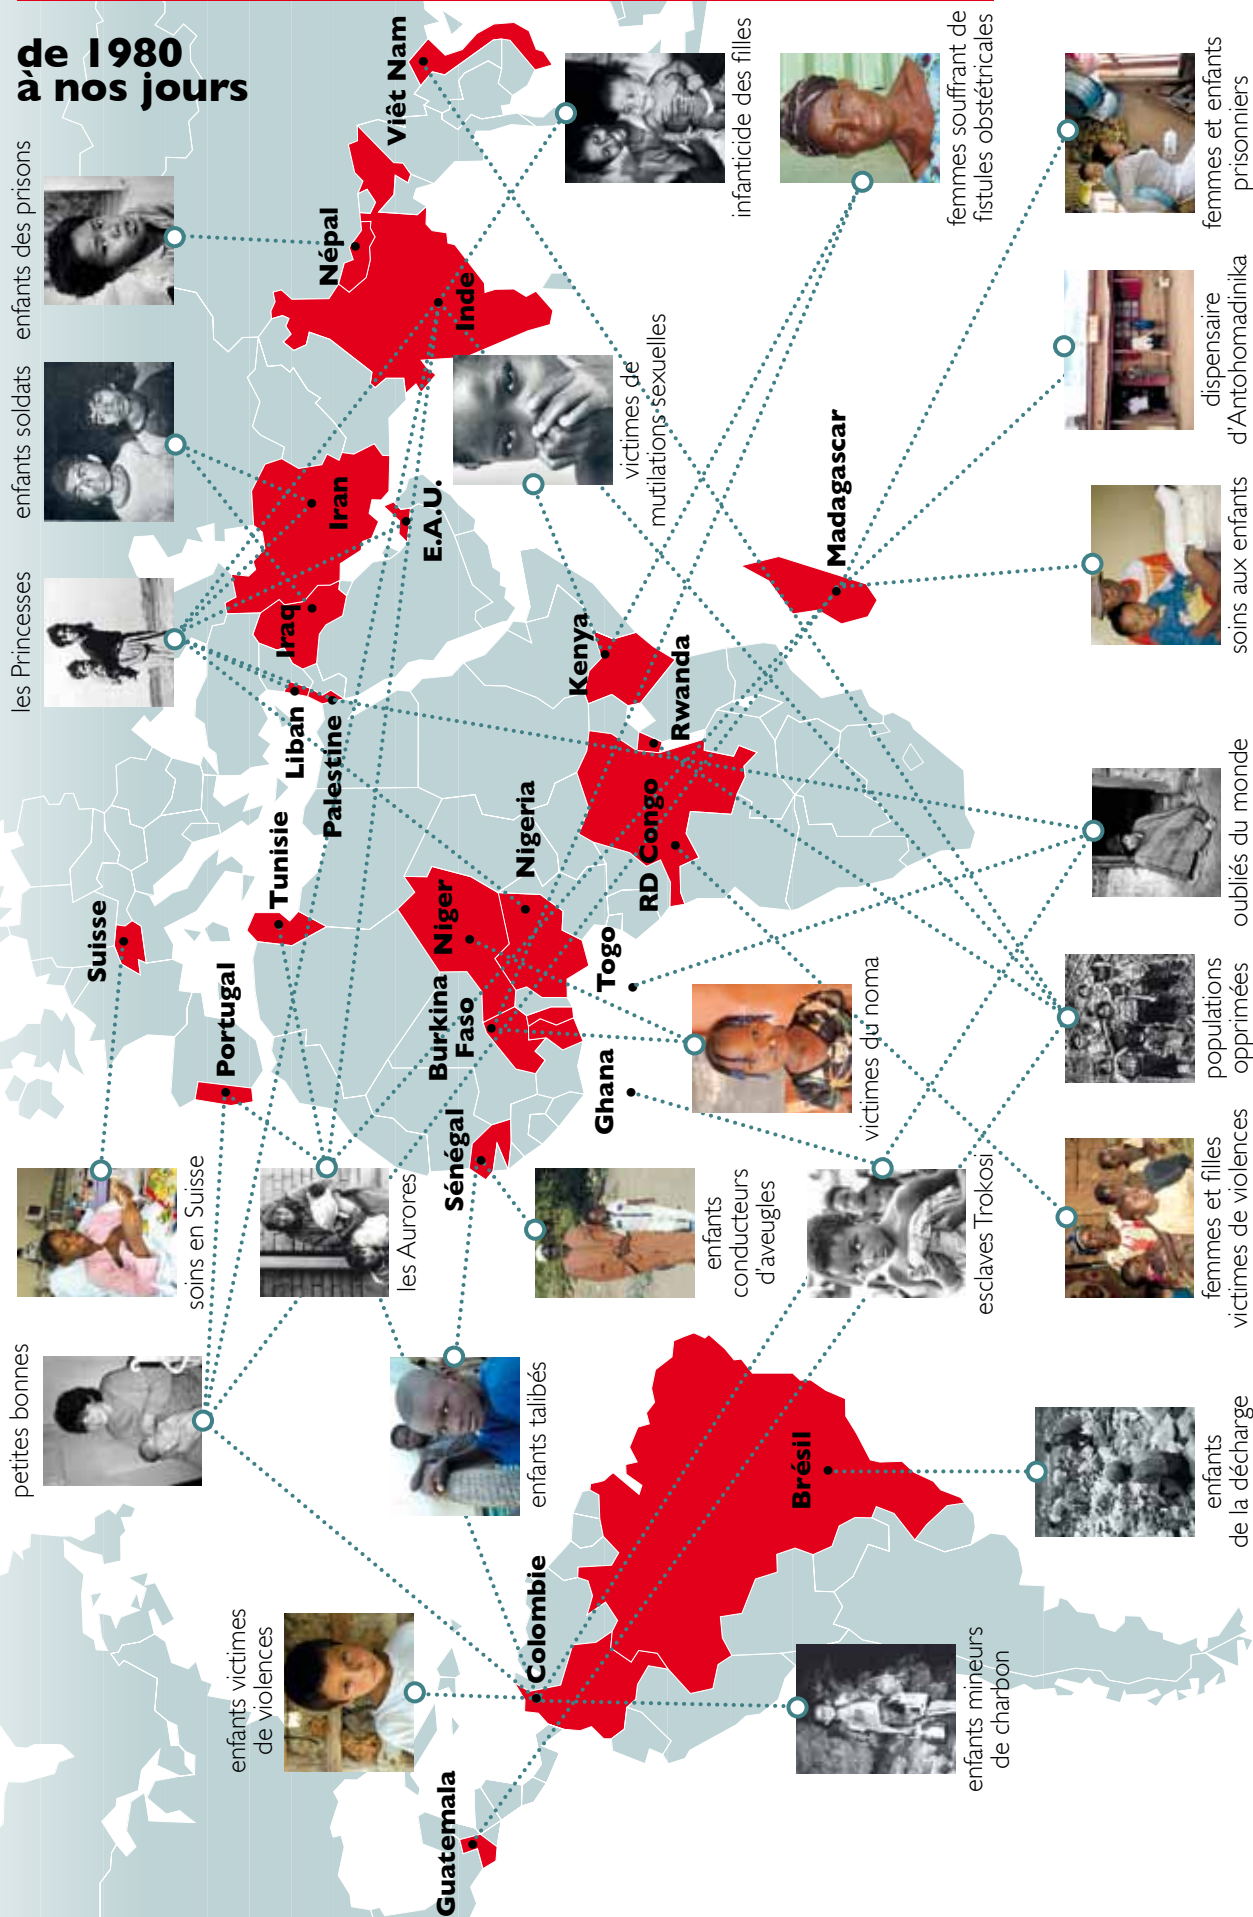 de 1980
à nos jours
petites bonnes
soins en Suisse
les Princesses
enfants soldats
enfants des prisons
enfants victimes
de violences
les Aurores
enfants talibés
enfants
conducteurs
d'aveugles
victimes du noma
victimes de
mutilations sexuelles
infanticide des filles
femmes souffrant de
fistules obstétricales
enfants mineurs
de charbon
esclaves Trokosi
enfants
de la décharge
femmes et filles
victimes de violences
populations
opprimées
oubliés du monde
soins aux enfants
dispensaire
d'Antohomadinika
femmes et enfants
prisonniers
Guatemala
Colombie
Brésil
Suisse
Portugal
Tunisie
Sénégal
Burkina
Faso
Niger
Nigeria
Ghana
Togo
Liban
Palestine
Iraq
Iran
E.A.U.
Népal
Inde
Viêt Nam
Kenya
Rwanda
RD Congo
Madagascar